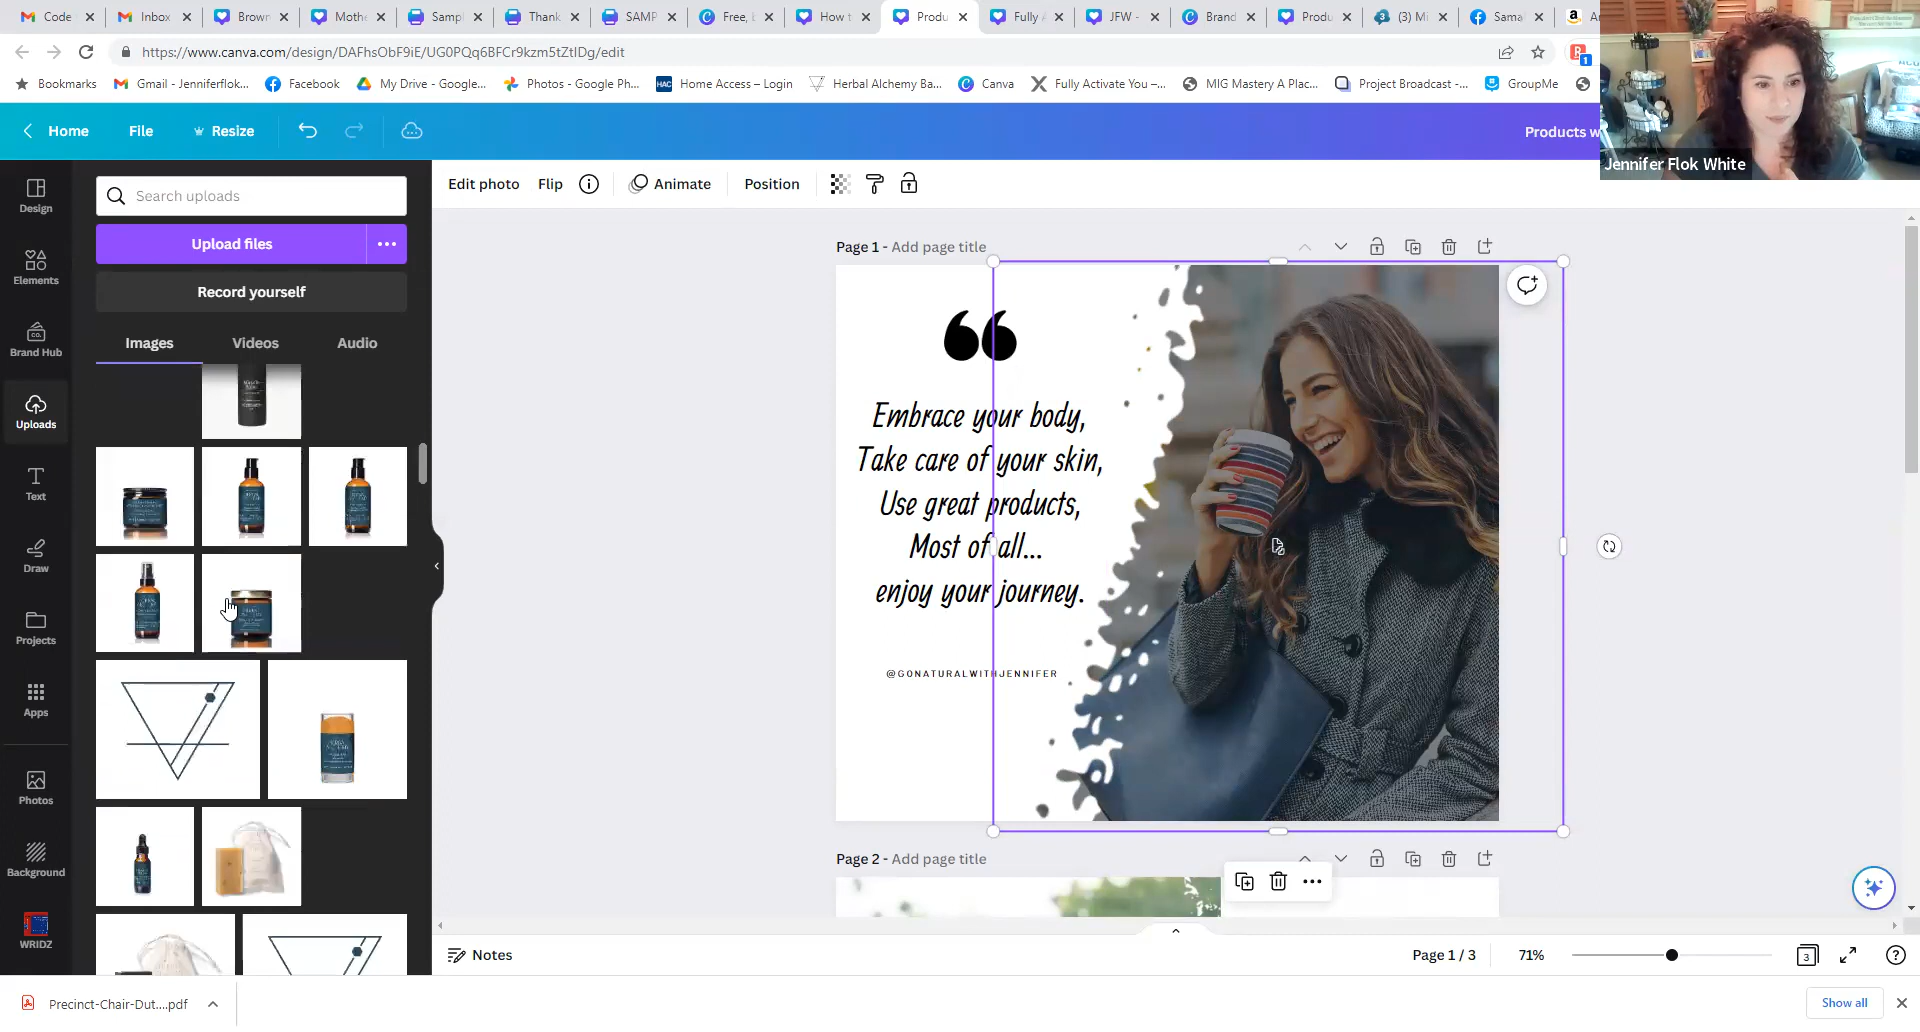 Code
Inbox
Brown
Mothe
Sampl
Thank
SAMP
Free, b
How t
Produ
Fully A
JFW -
Brand
Produ
(3) Mi
Sama
https://www.canva.com/design/DAFhsObF9iE/UG0PQq6BFCr9kzm5tZtIDg/edit
1
Bookmarks
Gmail - Jenniferflok...
Facebook
My Drive - Google...
Photos - Google Ph...
HAC
Home Access – Login
Herbal Alchemy Ba...
Canva
Fully Activate You –...
MIG Mastery A Plac...
Project Broadcast -...
GroupMe
Home
File
Resize
Products w
Jennifer Flok White
Design
Elements
Brand Hub
Uploads
Text
Draw
Projects
Apps
Photos
Background
WRIDZ
Search uploads
Upload files
Record yourself
Images
Videos
Audio
Edit photo
Flip
Animate
Position
Page 1 - Add page title
Embrace your body,
Take care of your skin,
Use great products,
Most of all...
enjoy your journey.
@GONATURALWITHJENNIFER
Page 2 - Add page title
Notes
Page 1 / 3
71%
3
Precinct-Chair-Dut....pdf
Show all